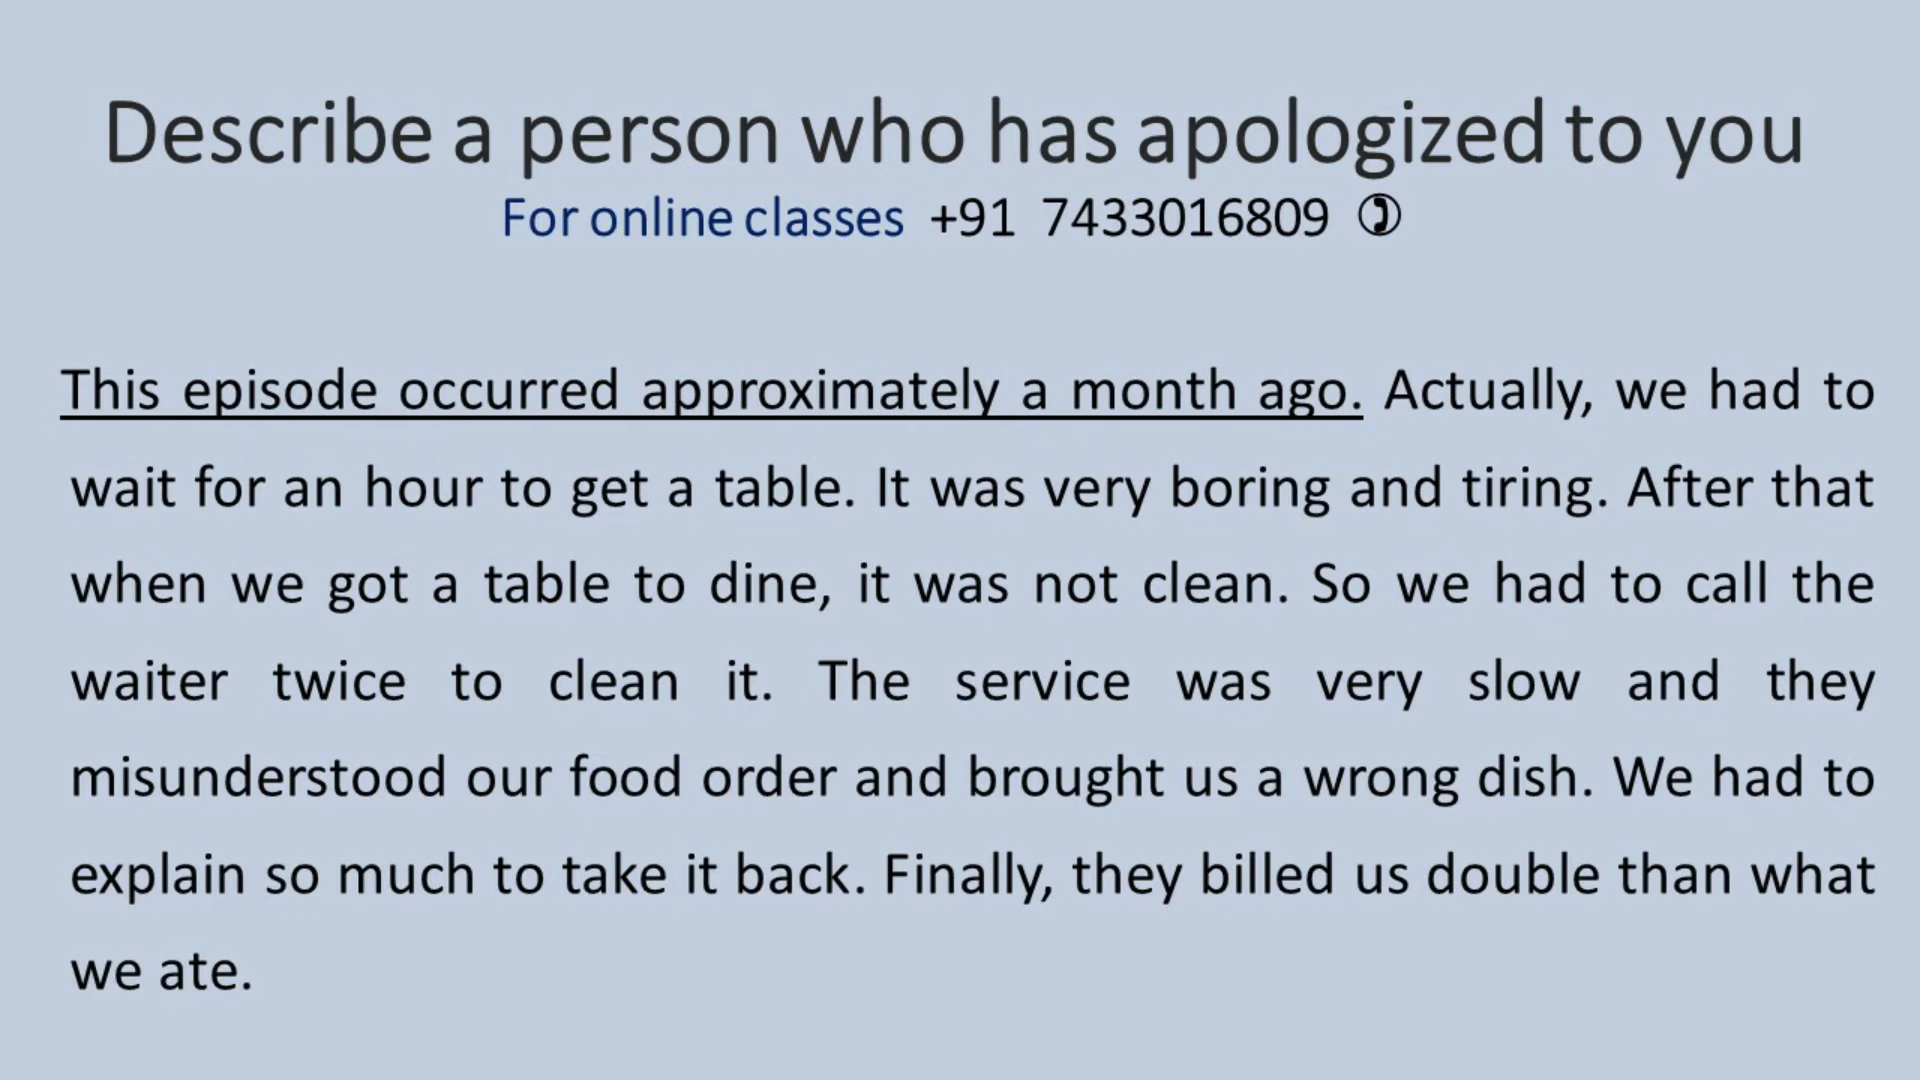 Describe a person who has apologized to you
For online classes +91 7433016809 ✆
This episode occurred approximately a month ago. Actually, we had to
wait for an hour to get a table. It was very boring and tiring. After that
when we got a table to dine, it was not clean. So we had to call the
waiter twice to clean it. The service was very slow and they
misunderstood our food order and brought us a wrong dish. We had to
explain so much to take it back. Finally, they billed us double than what
we ate.